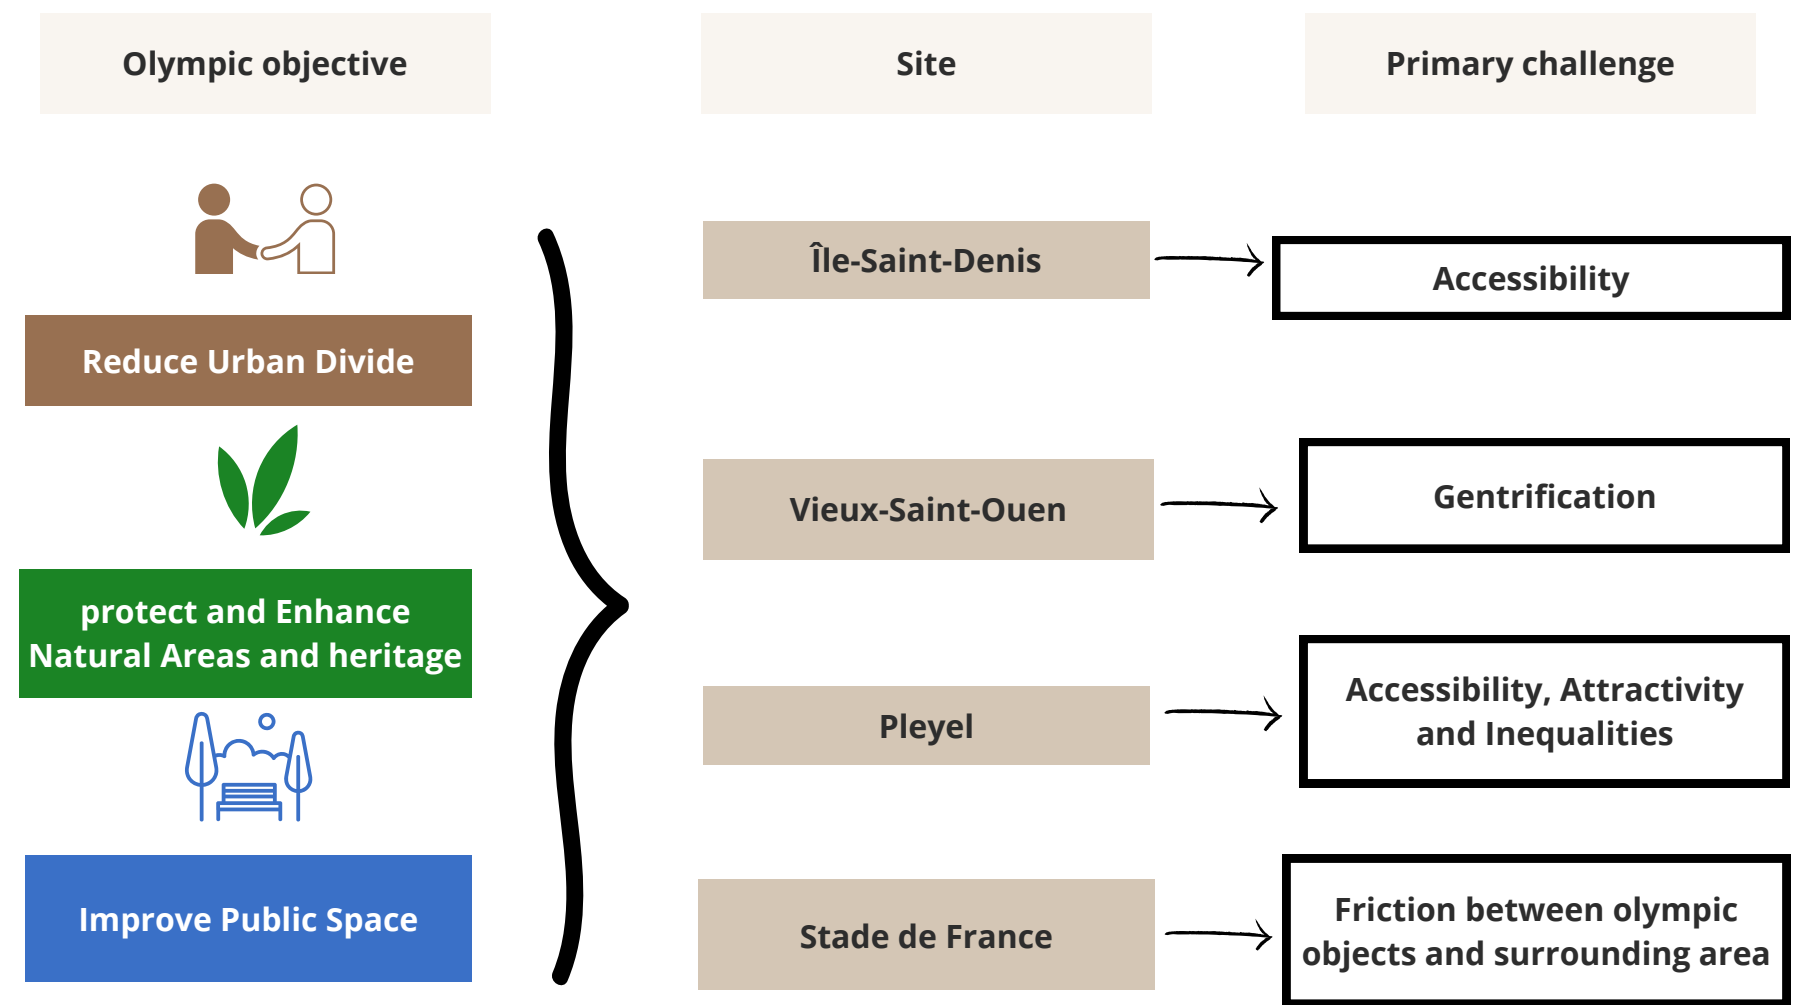 Olympic objective
Site
Primary challenge
Reduce Urban Divide
protect and Enhance
Natural Areas and heritage
Improve Public Space
Île-Saint-Denis
Accessibility
Vieux-Saint-Ouen
Gentrification
Pleyel
Accessibility, Attractivity
and Inequalities
Stade de France
Friction between olympic
objects and surrounding area